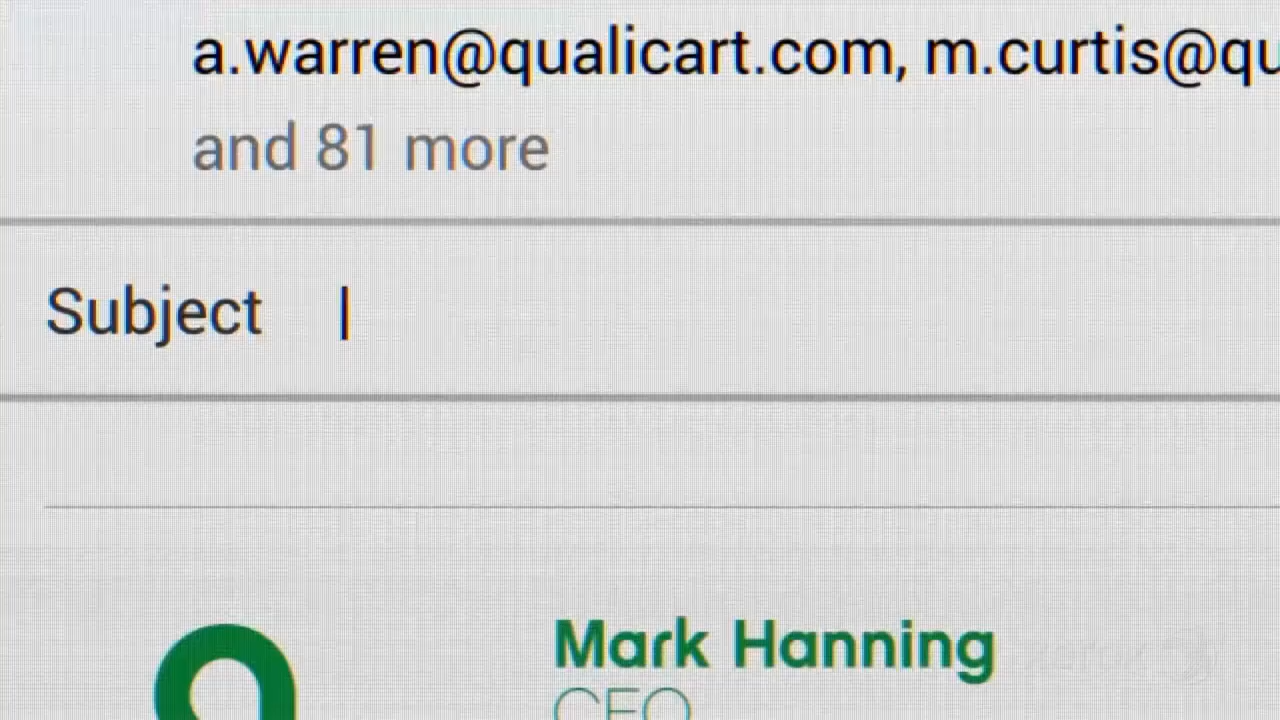 a.warren@qualicart.com, m.curtis@qu
and 81 more
Subject
Mark Hanning
CEO